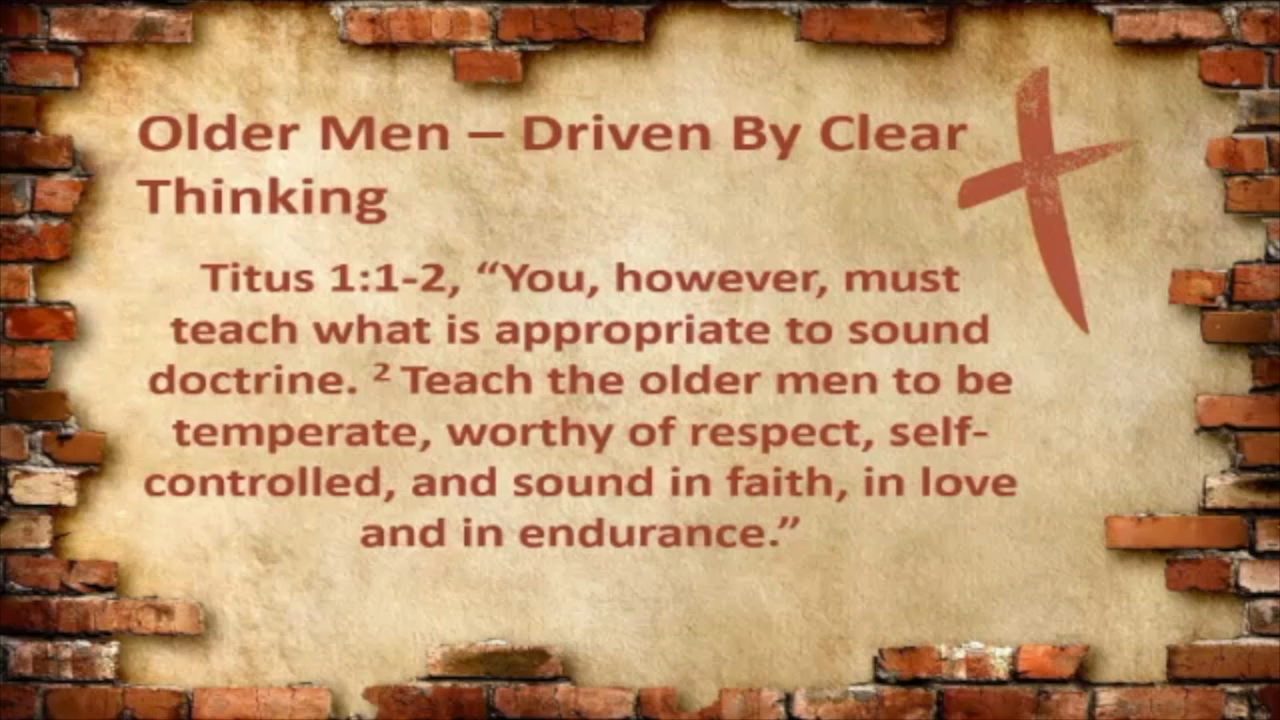 Older Men – Driven By Clear
Thinking
Titus 1:1-2, “You, however, must
teach what is appropriate to sound
doctrine. ² Teach the older men to be
temperate, worthy of respect, self-
controlled, and sound in faith, in love
and in endurance.”